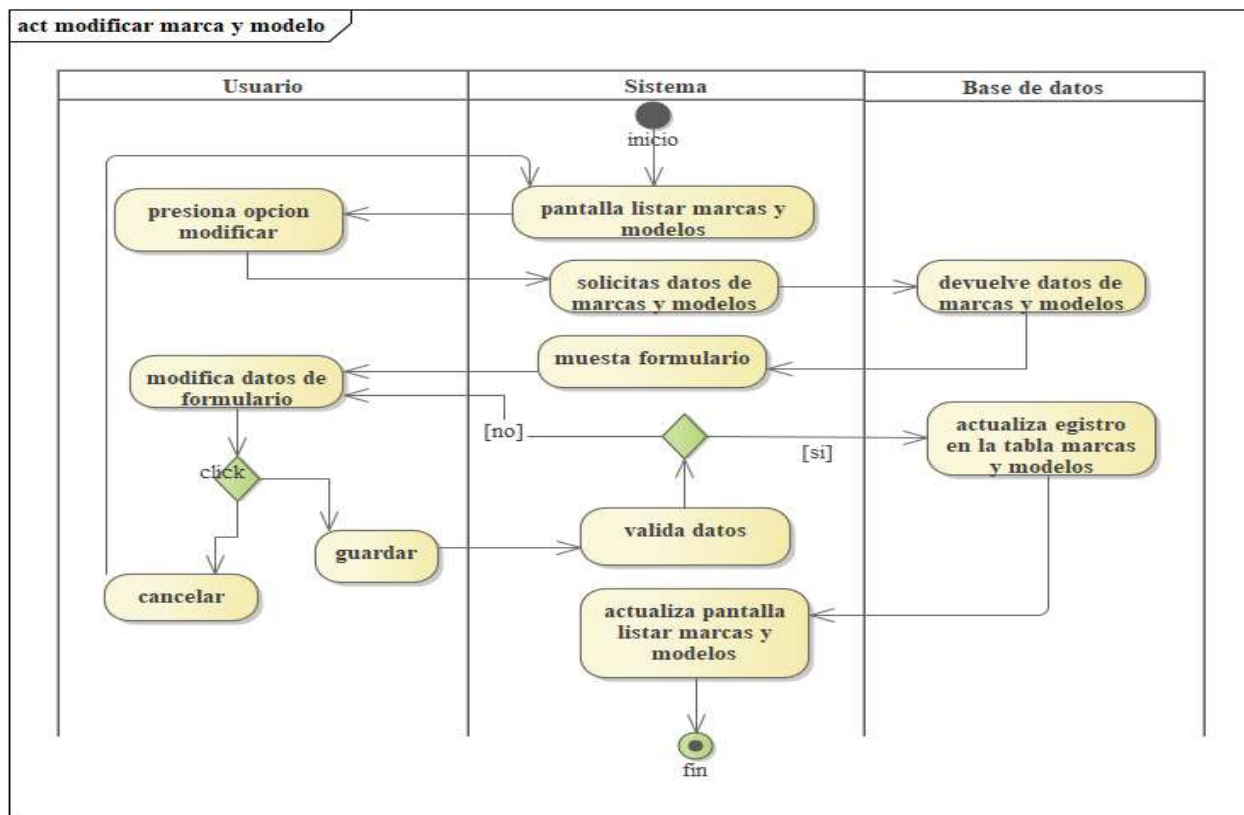 act modificar marca y modelo
Usuario
Sistema
Base de datos
inicio
presiona opcion
modificar
pantalla listar marcas y
modelos
solicitas datos de
marcas y modelos
devuelve datos de
marcas y modelos
muesta formulario
modifica datos de
formulario
[no]
[si]
actualiza egistro
en la tabla marcas
y modelos
click
guardar
valida datos
cancelar
actualiza pantalla
listar marcas y
modelos
fin